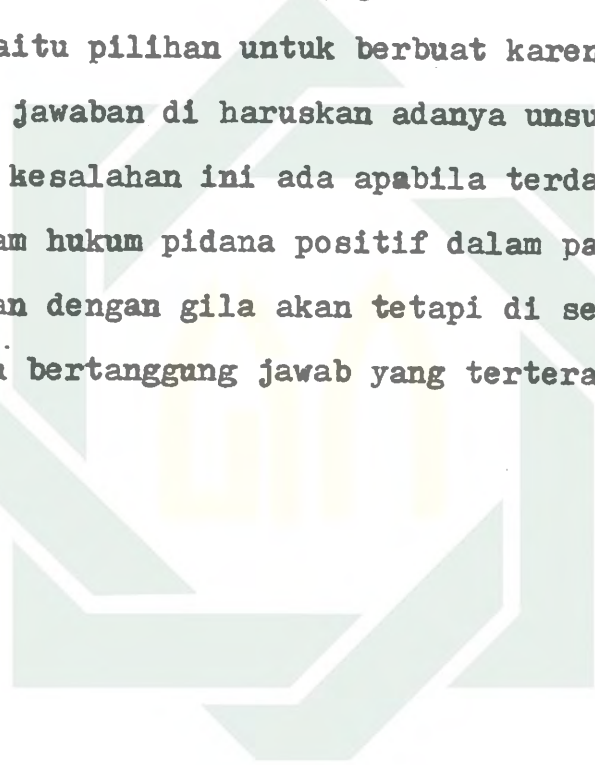 aitu pilihan untuk berbuat karen
jawaban di haruskan adanya unsu
kesalahan ini ada apabila terda
am hukum pidana positif dalam pa
an dengan gila akan tetapi di se
bertanggung jawab yang tertera